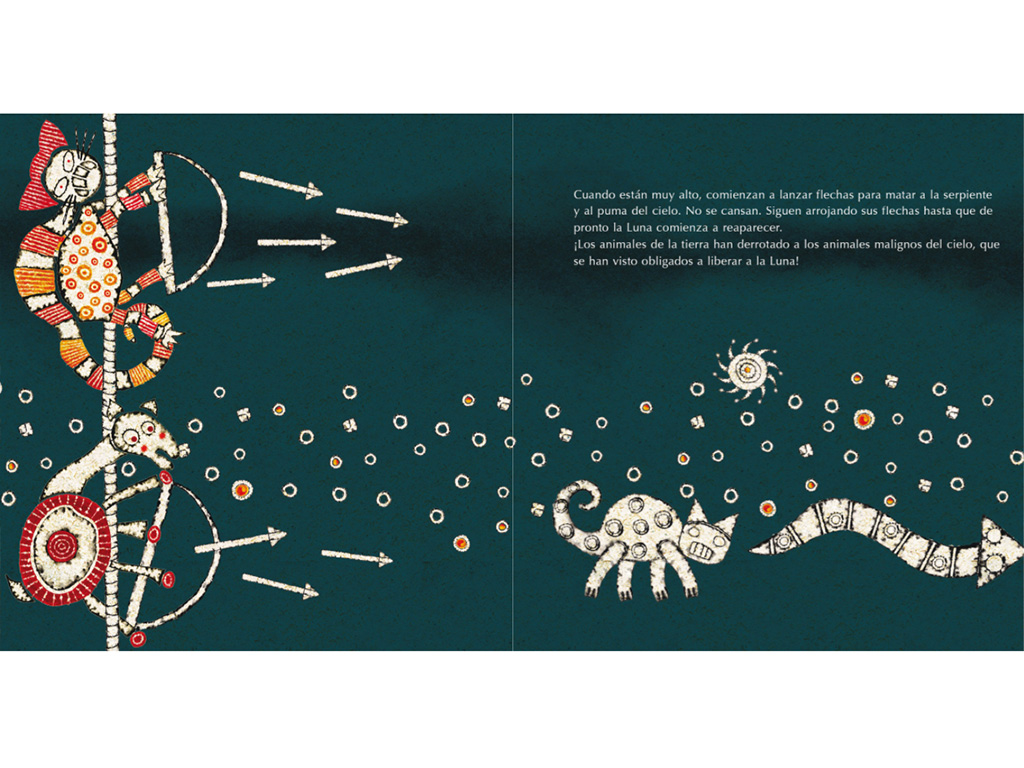 Cuando están muy alto, comienzan a lanzar flechas para matar a la serpiente
y al puma del cielo. No se cansan. Siguen arrojando sus flechas hasta que de
pronto la Luna comienza a reaparecer.
¡Los animales de la tierra han derrotado a los animales malignos del cielo, que
se han visto obligados a liberar a la Luna!